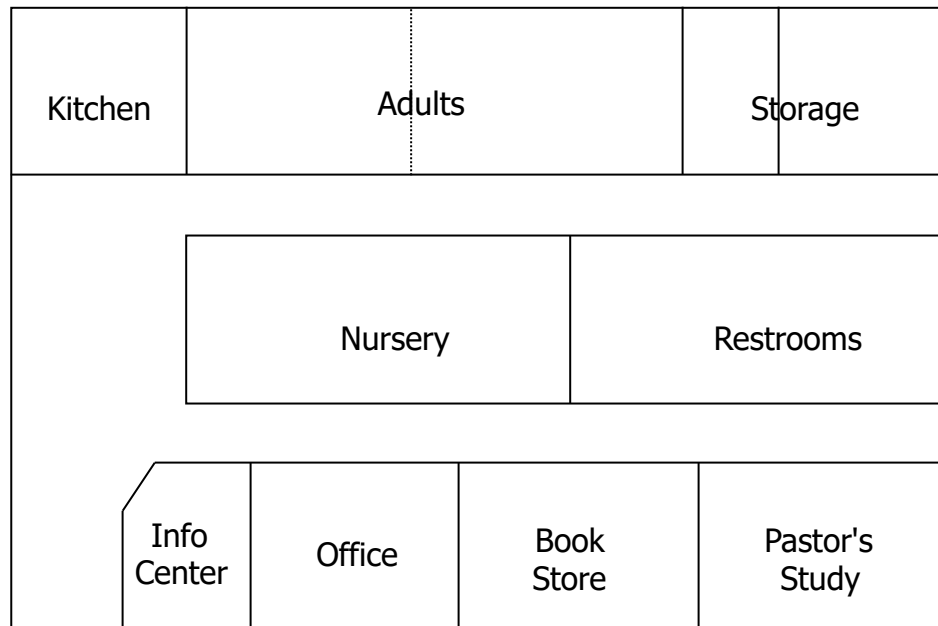 Kitchen
Adults
Storage
Nursery
Restrooms
Info
Center
Office
Book
Store
Pastor's
Study